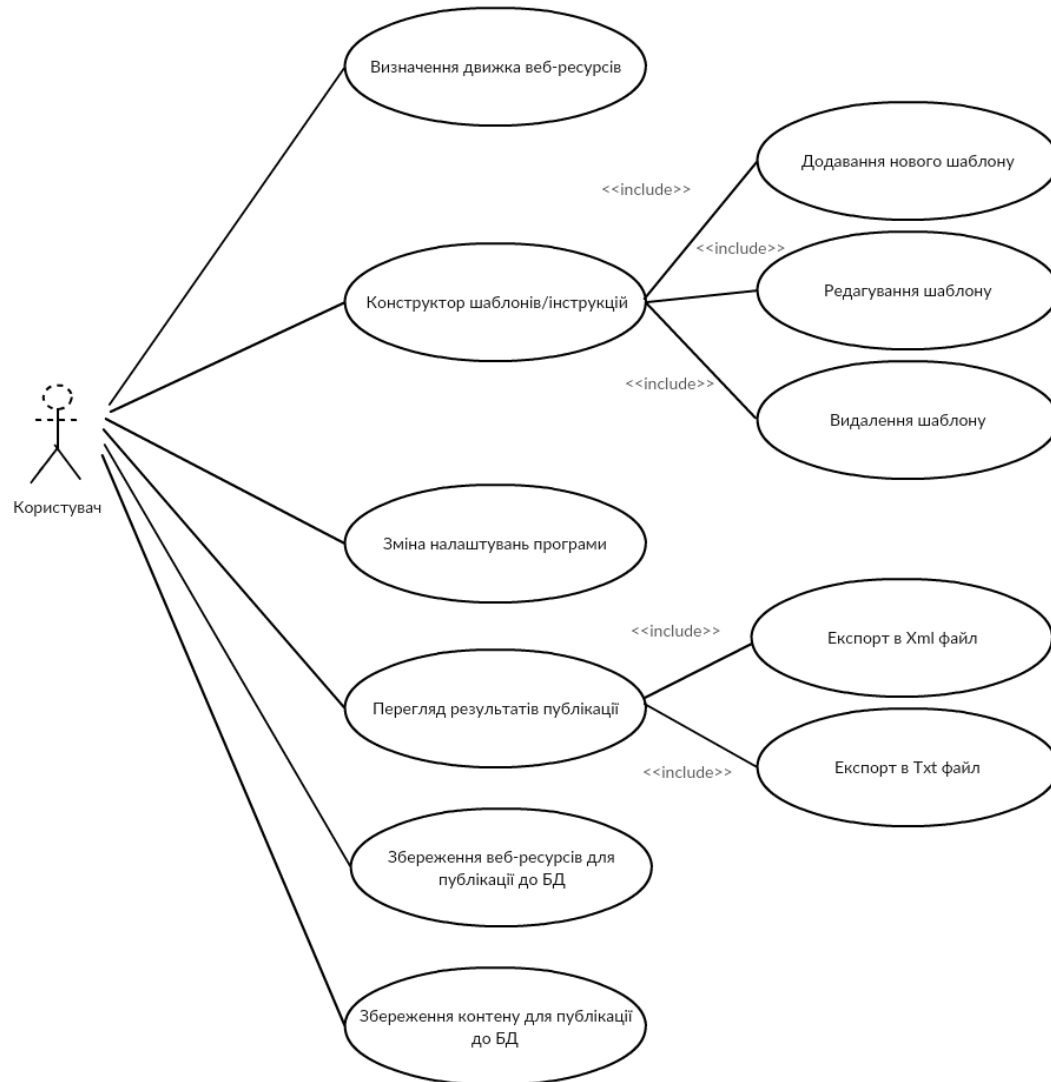 Визначення движка веб-ресурсів
Додавання нового шаблону
<<include>>
<<include>>
Редагування шаблону
Конструктор шаблонів/інструкцій
<<include>>
Видалення шаблону
Користувач
Зміна налаштувань програми
<<include>>
Експорт в Xml файл
Перегляд результатів публікації
<<include>>
Експорт в Txt файл
Збереження веб-ресурсів для
публікації до БД
Збереження контену для публікації
до БД